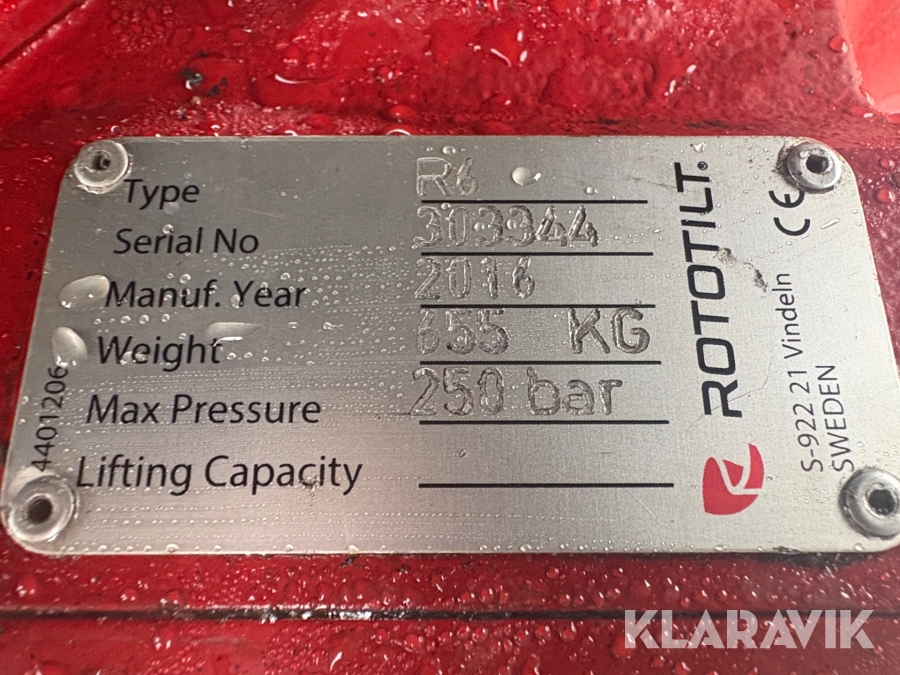 Type R6
Serial No 303344
Manuf. Year 2016
Weight 655 KG
Max Pressure 250 bar
Lifting Capacity
4401206
ROTOTILT®
CE
S-922 21 Vindeln
SWEDEN
KLARAVIK